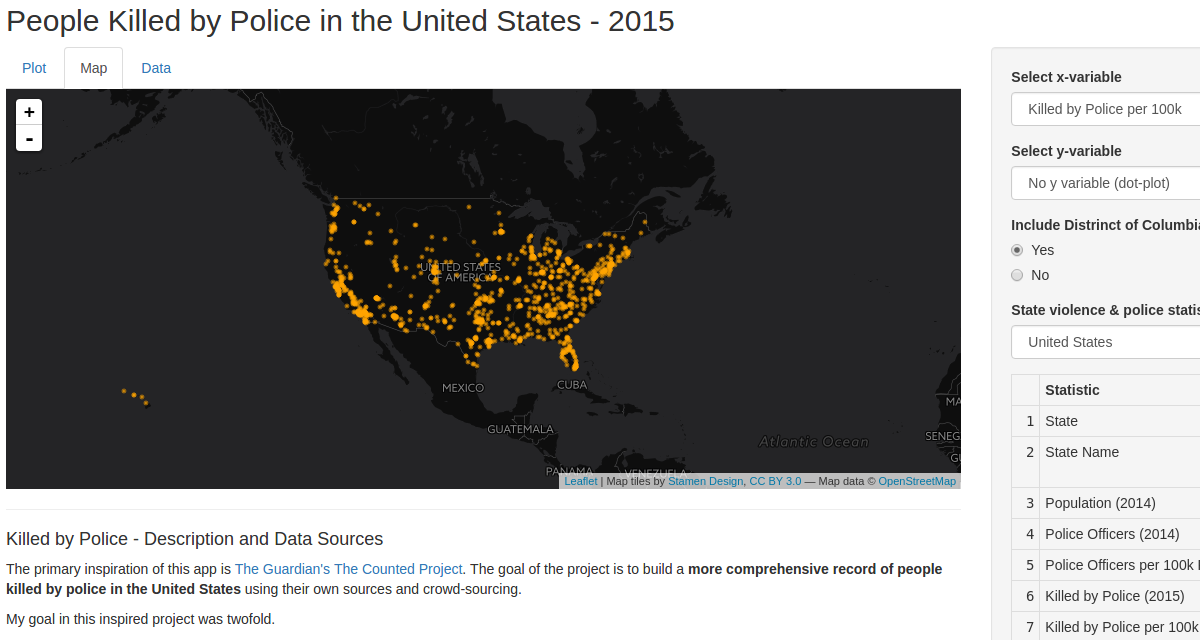 People Killed by Police in the United States - 2015
Plot
Map
Data
+
-
UNITED STATES
OF AMERICA
MEXICO
CUBA
GUATEMALA
PANAMA
VENEZUELA
Atlantic Ocean
MA
SENEG
GU
Leaflet | Map tiles by Stamen Design, CC BY 3.0 — Map data © OpenStreetMap
Killed by Police - Description and Data Sources
The primary inspiration of this app is The Guardian's The Counted Project. The goal of the project is to build a more comprehensive record of people
killed by police in the United States using their own sources and crowd-sourcing.
My goal in this inspired project was twofold.
Select x-variable
Killed by Police per 100k
Select y-variable
No y variable (dot-plot)
Include Distrinct of Columbia
Yes
No
State violence & police statis
United States
Statistic
1 State
2 State Name
3 Population (2014)
4 Police Officers (2014)
5 Police Officers per 100k
6 Killed by Police (2015)
7 Killed by Police per 100k